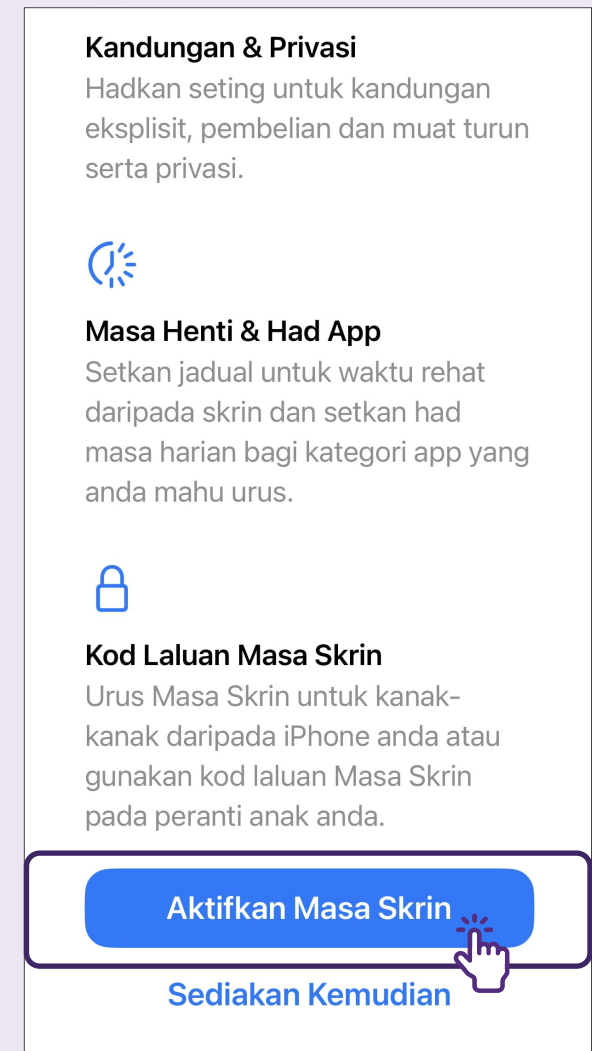 Kandungan & Privasi
Hadkan seting untuk kandungan
eksplisit, pembelian dan muat turun
serta privasi.
Masa Henti & Had App
Setkan jadual untuk waktu rehat
daripada skrin dan setkan had
masa harian bagi kategori app yang
anda mahu urus.
Kod Laluan Masa Skrin
Urus Masa Skrin untuk kanak-
kanak daripada iPhone anda atau
gunakan kod laluan Masa Skrin
pada peranti anak anda.
Aktifkan Masa Skrin
Sediakan Kemudian